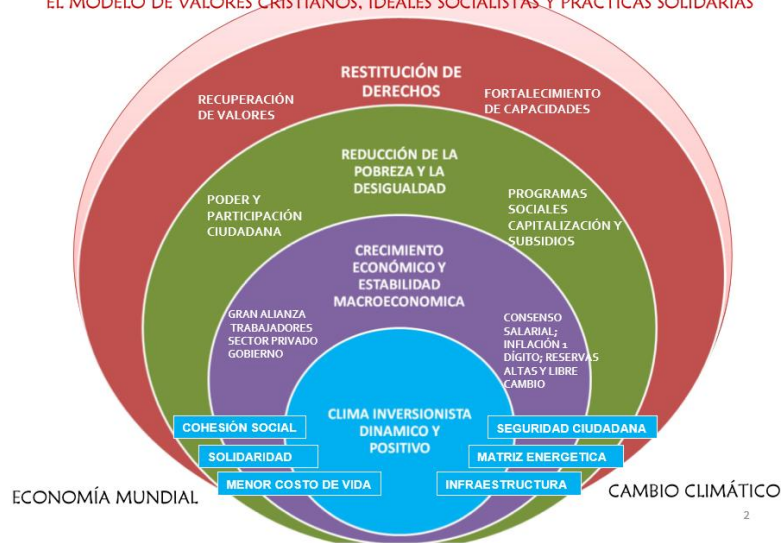 EL MODELO DE VALORES CRISTIANOS, IDEALES SOCIALISTAS Y PRÁCTICAS SOLIDARIAS
RESTITUCIÓN DE
DERECHOS
RECUPERACIÓN
DE VALORES
FORTALECIMIENTO
DE CAPACIDADES
REDUCCIÓN DE LA
POBREZA Y LA
DESIGUALDAD
PODER Y
PARTICIPACIÓN
CIUDADANA
PROGRAMAS
SOCIALES
CAPITALIZACIÓN Y
SUBSIDIOS
CRECIMIENTO
ECONÓMICO Y
ESTABILIDAD
MACROECONOMICA
GRAN ALIANZA
TRABAJADORES
SECTOR PRIVADO
GOBIERNO
CONSENSO
SALARIAL;
INFLACIÓN 1
DÍGITO; RESERVAS
ALTAS Y LIBRE
CAMBIO
CLIMA INVERSIONISTA
DINAMICO Y
POSITIVO
COHESIÓN SOCIAL
SOLIDARIDAD
MENOR COSTO DE VIDA
SEGURIDAD CIUDADANA
MATRIZ ENERGETICA
INFRAESTRUCTURA
ECONOMÍA MUNDIAL
CAMBIO CLIMÁTICO
2